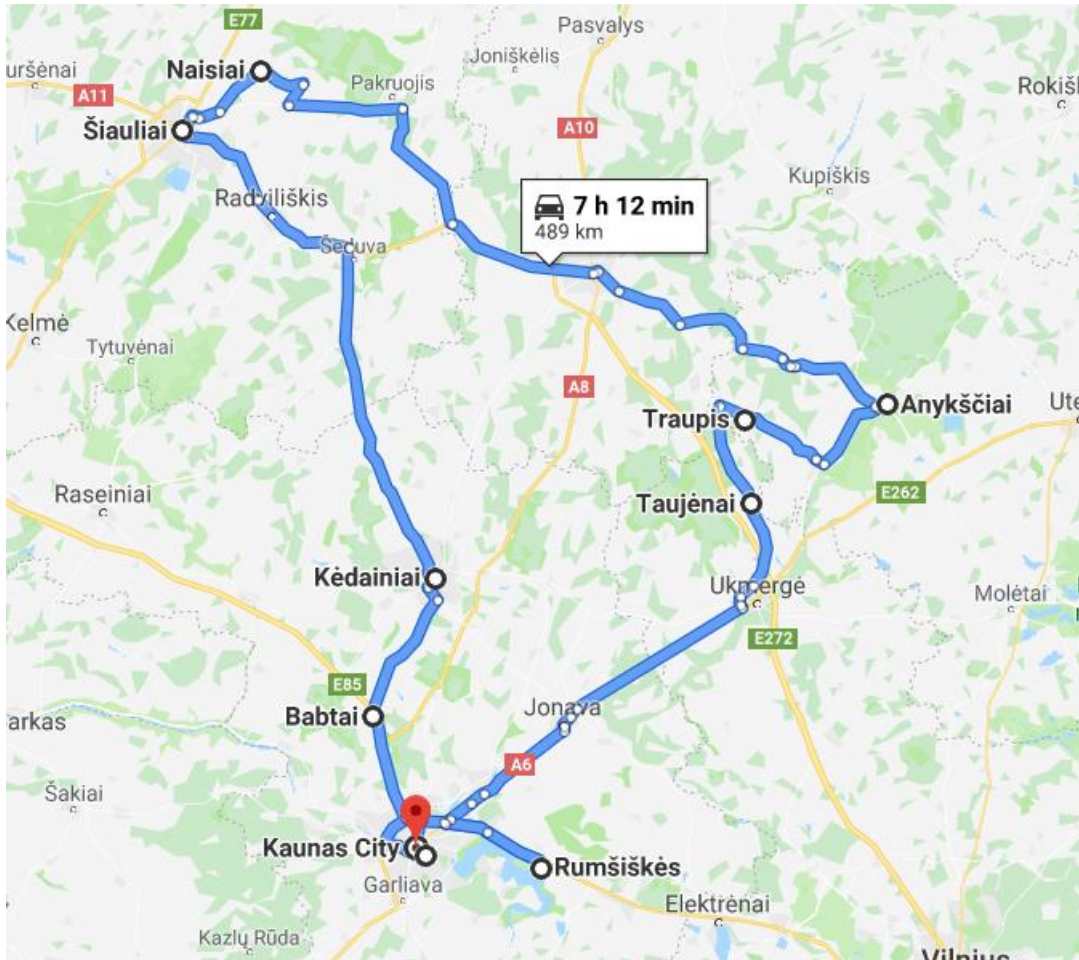 E77
Pasvalys
Joniškėlis
Naisiai
Pakruojis
uršėnai
A11
Rokišk
Šiauliai
A10
Kupiškis
Radviliškis
7 h 12 min
489 km
Šeduva
Kelmė
Tytuvėnai
A8
Anykščiai
Ute
Traupis
Raseiniai
E262
Taujėnai
Kėdainiai
Ukmergė
Molėtai
E272
E85
Babtai
Jonava
arkas
A6
Šakiai
Kaunas City
Rumšiškės
Garliava
Elektrėnai
Kazlų Rūda
Vilnius